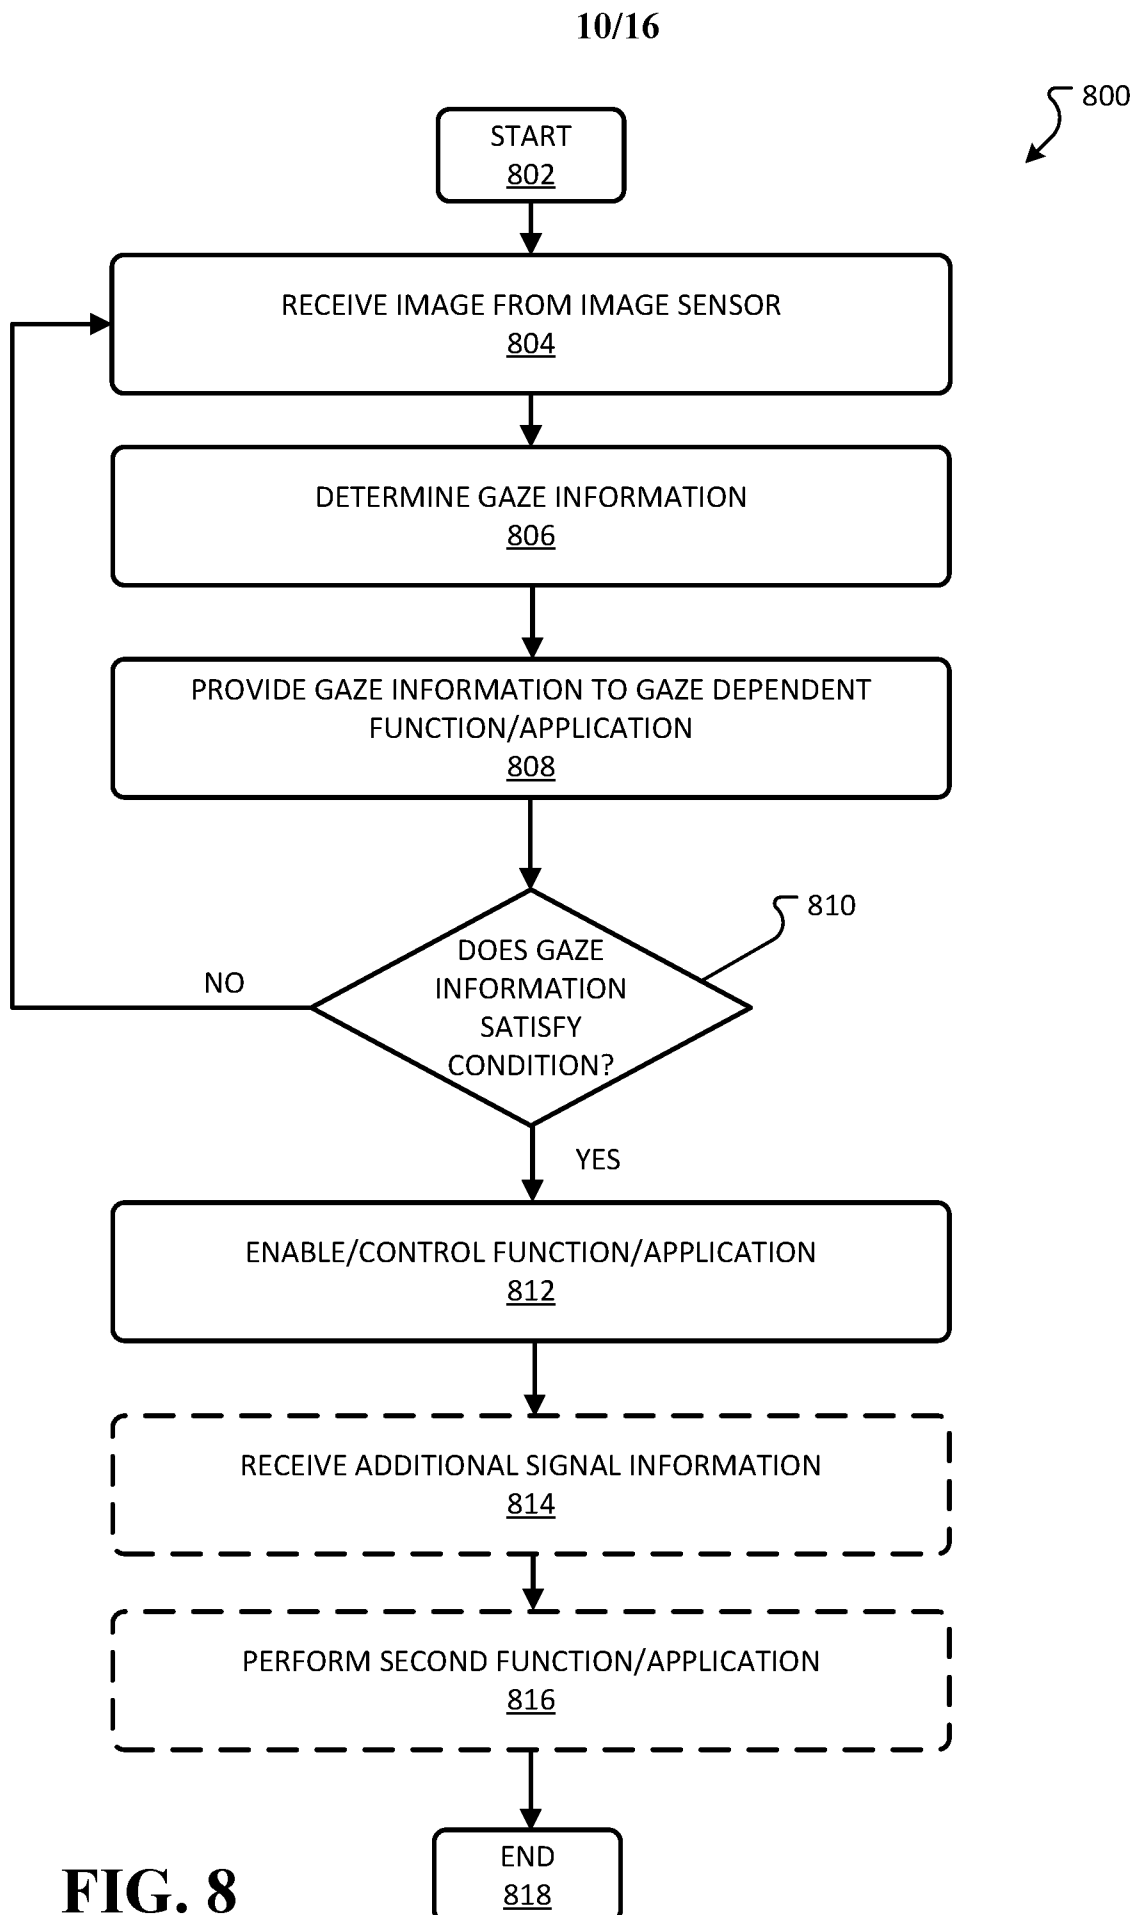 10/16
800
START
802
RECEIVE IMAGE FROM IMAGE SENSOR
804
DETERMINE GAZE INFORMATION
806
PROVIDE GAZE INFORMATION TO GAZE DEPENDENT
FUNCTION/APPLICATION
808
810
DOES GAZE
INFORMATION
SATISFY
CONDITION?
NO
YES
ENABLE/CONTROL FUNCTION/APPLICATION
812
RECEIVE ADDITIONAL SIGNAL INFORMATION
814
PERFORM SECOND FUNCTION/APPLICATION
816
END
818
FIG. 8